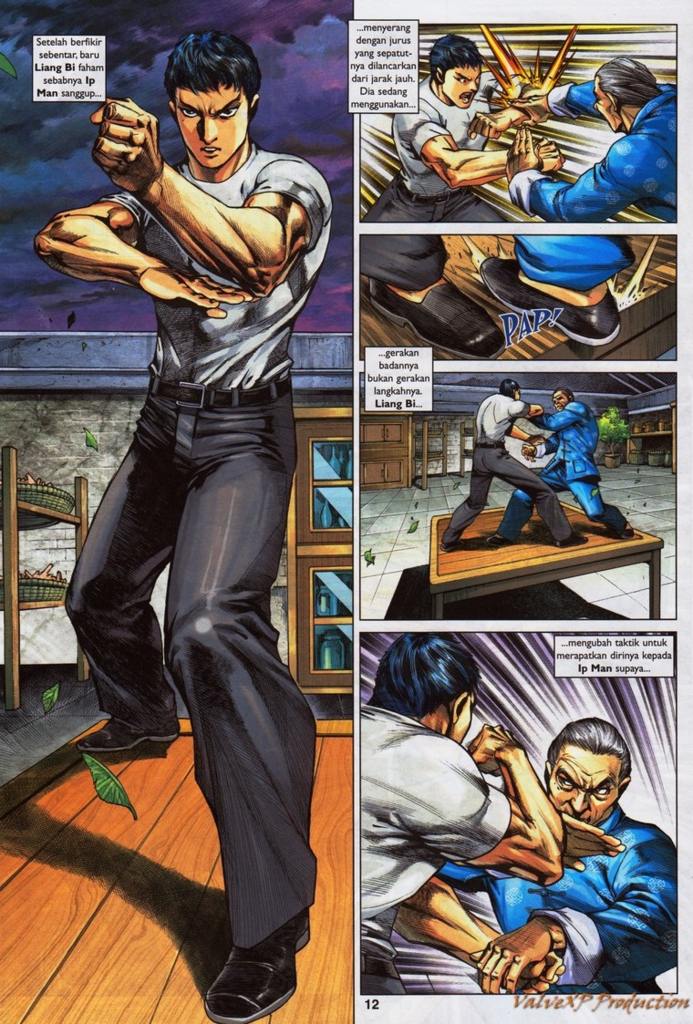 Setelah berfikir
sebentar, baru
Liang Bi faham
sebabnya Ip
Man sanggup...
...menyerang
dengan jurus
yang sepatut-
nya dilancarkan
dari jarak jauh.
Dia sedang
menggunakan...
PAP!
...gerakan
badannya
bukan gerakan
langkahnya.
Liang Bi...
...mengubah taktik untuk
merapatkan dirinya kepada
Ip Man supaya...
12
ValveXP Production